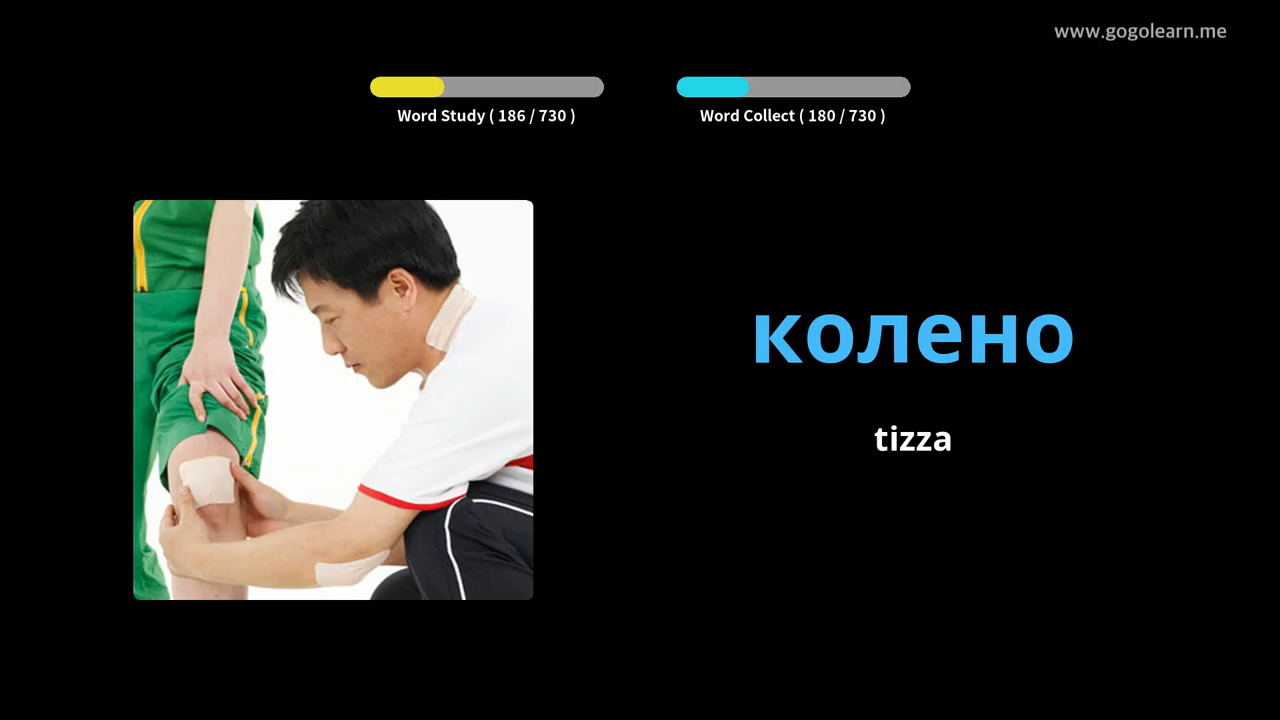 www.gogolearn.me
Word Study ( 186 / 730 )
Word Collect ( 180 / 730 )
колено
tizza